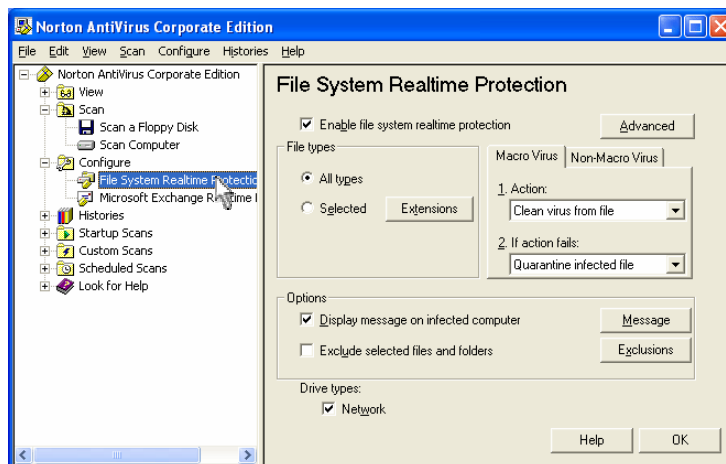 Norton AntiVirus Corporate Edition
File Edit View Scan Configure Histories Help
Norton AntiVirus Corporate Edition
View
Scan
Scan a Floppy Disk
Scan Computer
Configure
File System Realtime Protectio
Microsoft Exchange Realtime
Histories
Startup Scans
Custom Scans
Scheduled Scans
Look for Help
File System Realtime Protection
Enable file system realtime protection
Advanced
File types
All types
Selected
Extensions
Macro Virus
Non-Macro Virus
1. Action:
Clean virus from file
2. If action fails:
Quarantine infected file
Options
Display message on infected computer
Message
Exclude selected files and folders
Exclusions
Drive types:
Network
Help
OK